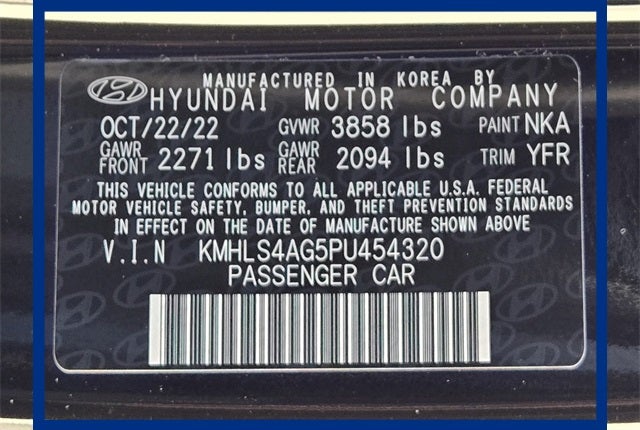 MANUFACTURED IN KOREA BY
HYUNDAI MOTOR COMPANY
OCT/22/22 GVWR 3858 lbs PAINT NKA
GAWR FRONT 2271 lbs GAWR REAR 2094 lbs TRIM YFR
THIS VEHICLE CONFORMS TO ALL APPLICABLE U.S.A. FEDERAL
MOTOR VEHICLE SAFETY, BUMPER, AND THEFT PREVENTION STANDARDS
IN EFFECT ON THE DATE OF MANUFACTURE SHOWN ABOVE
V.I.N KMHLS4AG5PU454320
PASSENGER CAR